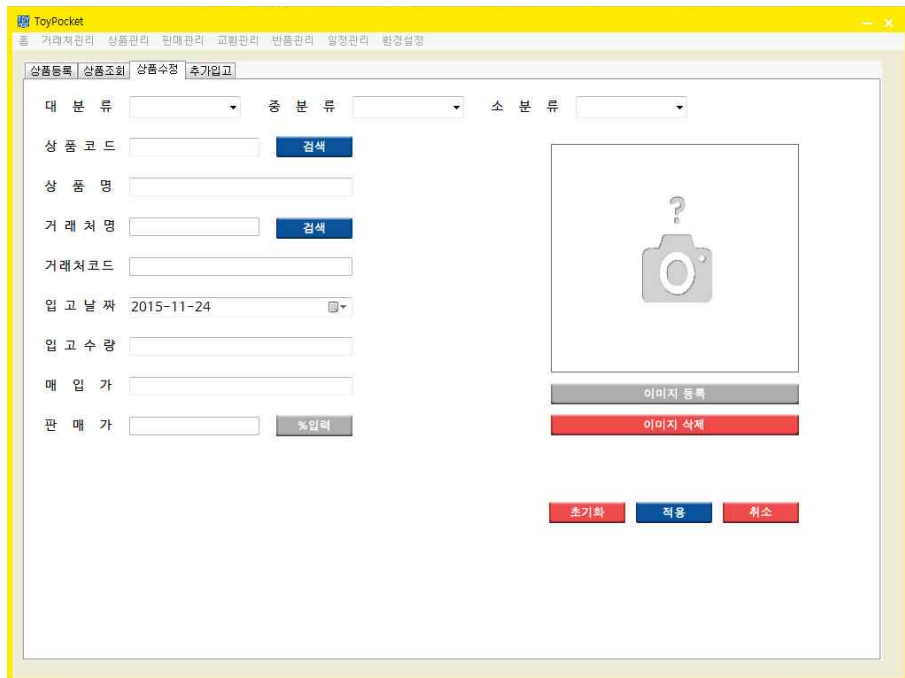 ToyPocket
홈 거래처관리 상품관리 판매관리 교환관리 반품관리 일정관리 환경설정
상품등록 상품조회 상품수정 추가입고
대 분 류 중 분 류 소 분 류
상 품 코 드 검색
상 품 명
거 래 처 명 검색
거래처코드
입 고 날 짜 2015-11-24
입 고 수 량
매 입 가
이미지 등록
판 매 가 %입력 이미지 삭제
초기화 적용 취소